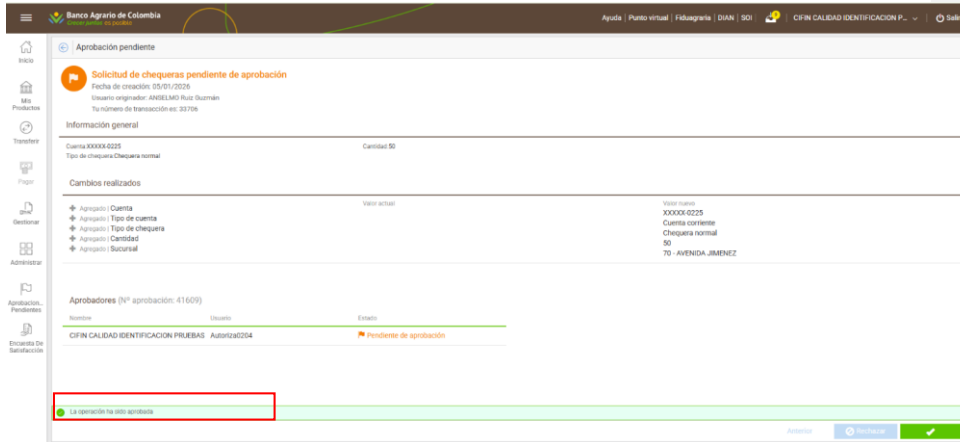 Banco Agrario de Colombia
Ayuda | Punto virtual | Fiduagraria | DIAN | SOI
CIFIN CALIDAD IDENTIFICACION P...
Salir
Inicio
Mis Productos
Transferir
Pagar
Gestionar
Administrar
Aprobacion... Pendientes
Encuesta De Satisfacción
Aprobación pendiente
Solicitud de chequeras pendiente de aprobación
Fecha de creación: 05/01/2026
Usuario originador: ANSELMO Ruiz Guzmán
Tu número de transacción es: 33706
Información general
Cuenta XXXXX-0225 Cantidad 50
Tipo de chequera Chequera normal
Cambios realizados
Valor actual Valor nuevo
Agregado | Cuenta XXXXX-0225
Agregado | Tipo de cuenta Cuenta corriente
Agregado | Tipo de chequera Chequera normal
Agregado | Cantidad 50
Agregado | Sucursal 70 - AVENIDA JIMENEZ
Aprobadores (Nº aprobación: 41609)
Nombre Usuario Estado
CIFIN CALIDAD IDENTIFICACION PRUEBAS Autoriza0204 Pendiente de aprobación
La operación ha sido aprobada
Anterior Rechazar